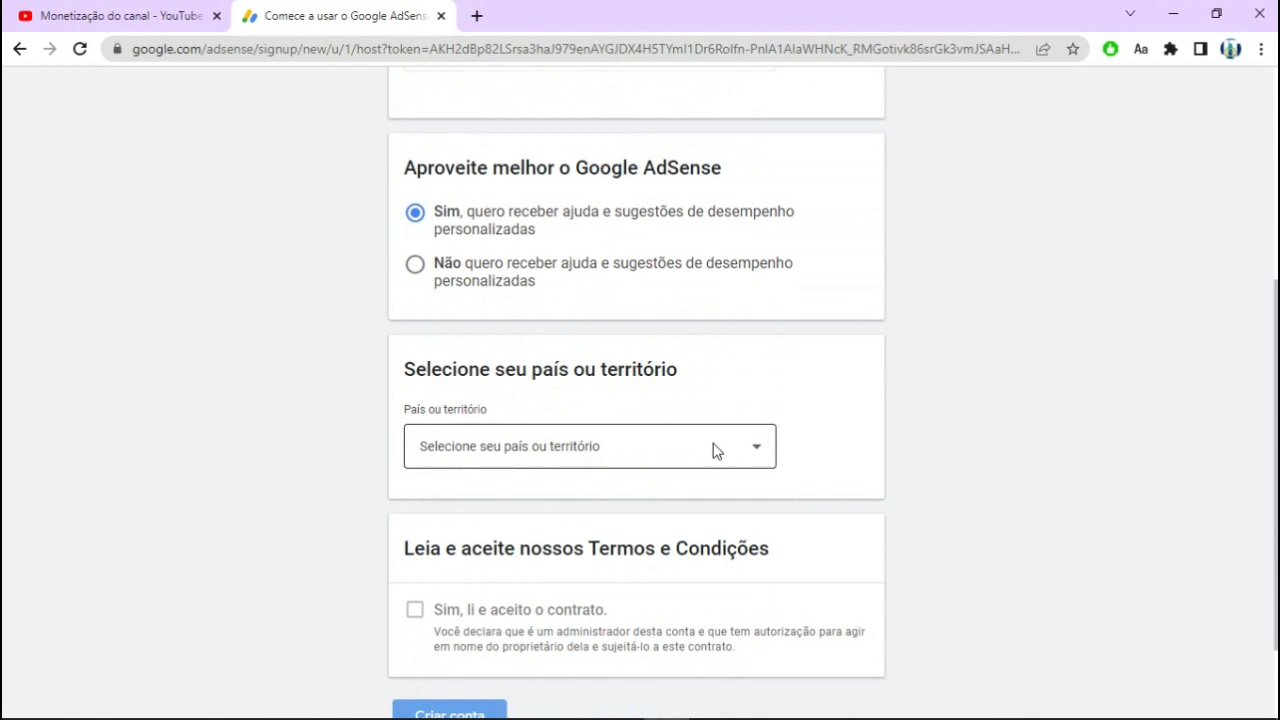 Monetização do canal - YouTube
Comece a usar o Google AdSens
google.com/adsense/signup/new/u/1/host?token=AKH2dBp82LSrsa3haJ979enAYGJDX4H5TYmI1Dr6Rolfn-PnIA1AIaWHNcK_RMGotivk86srGk3vmJSAaH...
Aa
Aproveite melhor o Google AdSense
Sim, quero receber ajuda e sugestões de desempenho
personalizadas
Não quero receber ajuda e sugestões de desempenho
personalizadas
Selecione seu país ou território
País ou território
Selecione seu país ou território
Leia e aceite nossos Termos e Condições
Sim, li e aceito o contrato.
Você declara que é um administrador desta conta e que tem autorização para agir
em nome do proprietário dela e sujeitá-lo a este contrato.
Criar conta